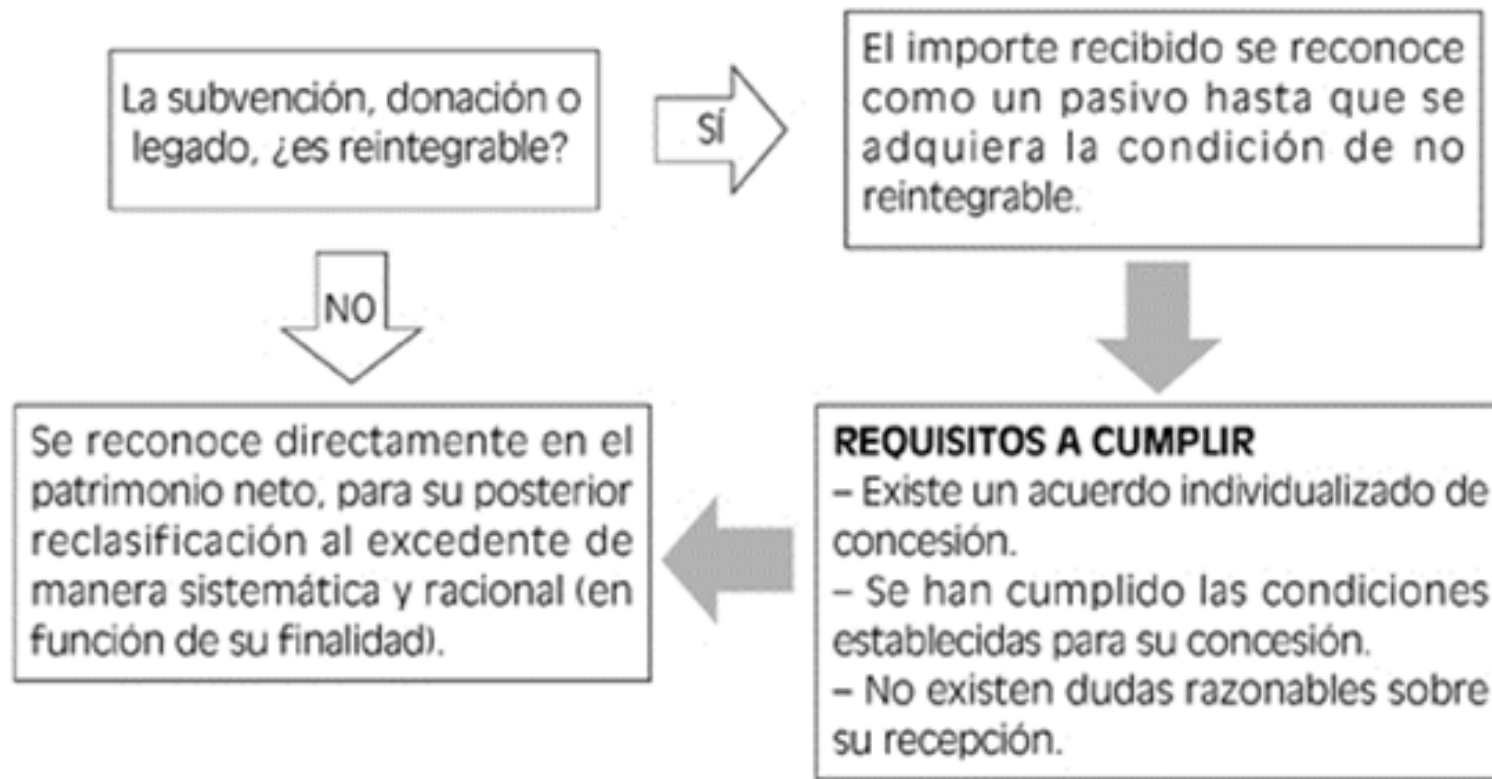 La subvención, donación o
legado, ¿es reintegrable?
SÍ
El importe recibido se reconoce
como un pasivo hasta que se
adquiera la condición de no
reintegrable.
NO
Se reconoce directamente en el
patrimonio neto, para su posterior
reclasificación al excedente de
manera sistemática y racional (en
función de su finalidad).
REQUISITOS A CUMPLIR
– Existe un acuerdo individualizado de
concesión.
– Se han cumplido las condiciones
establecidas para su concesión.
– No existen dudas razonables sobre
su recepción.